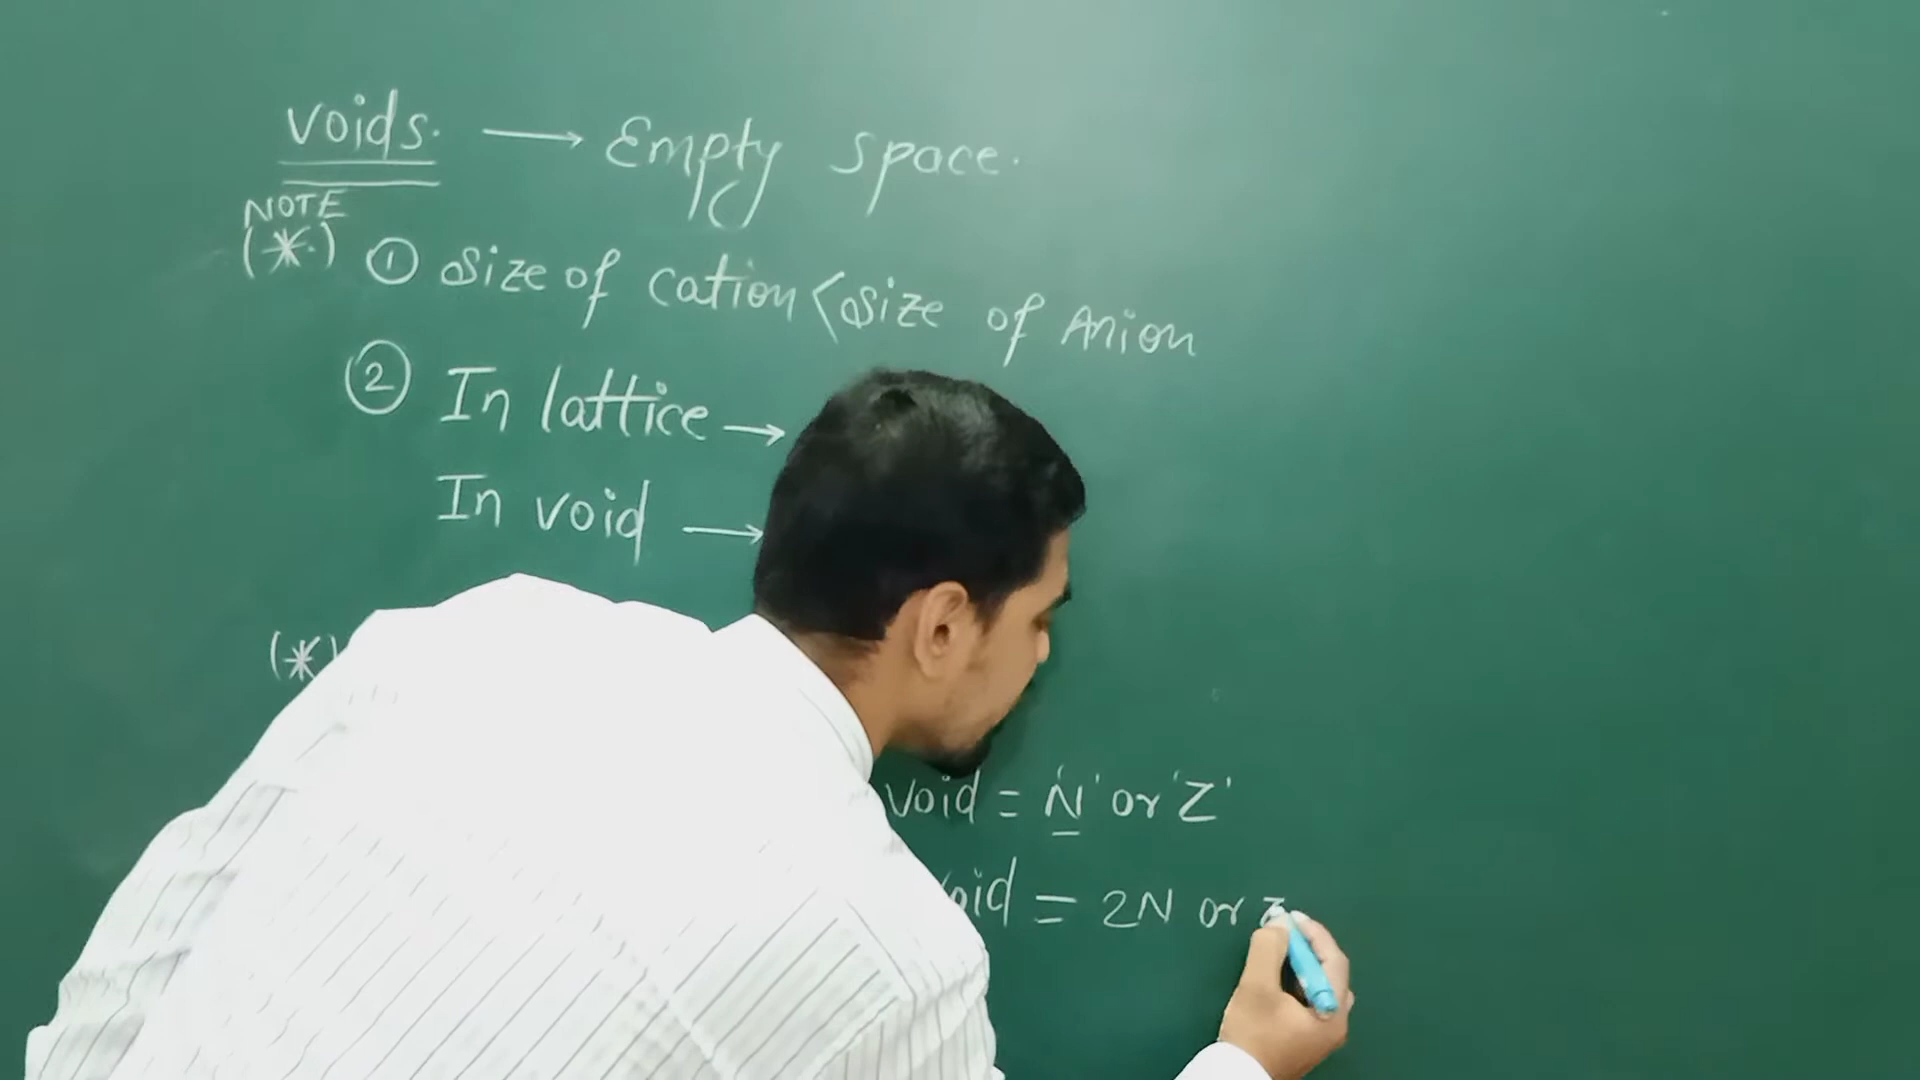 voids. → Empty space.
NOTE
(*) ① Size of cation < Size of Anion
② In lattice →
In void →
(*)
void = 'N' or 'Z'
void = 2N or